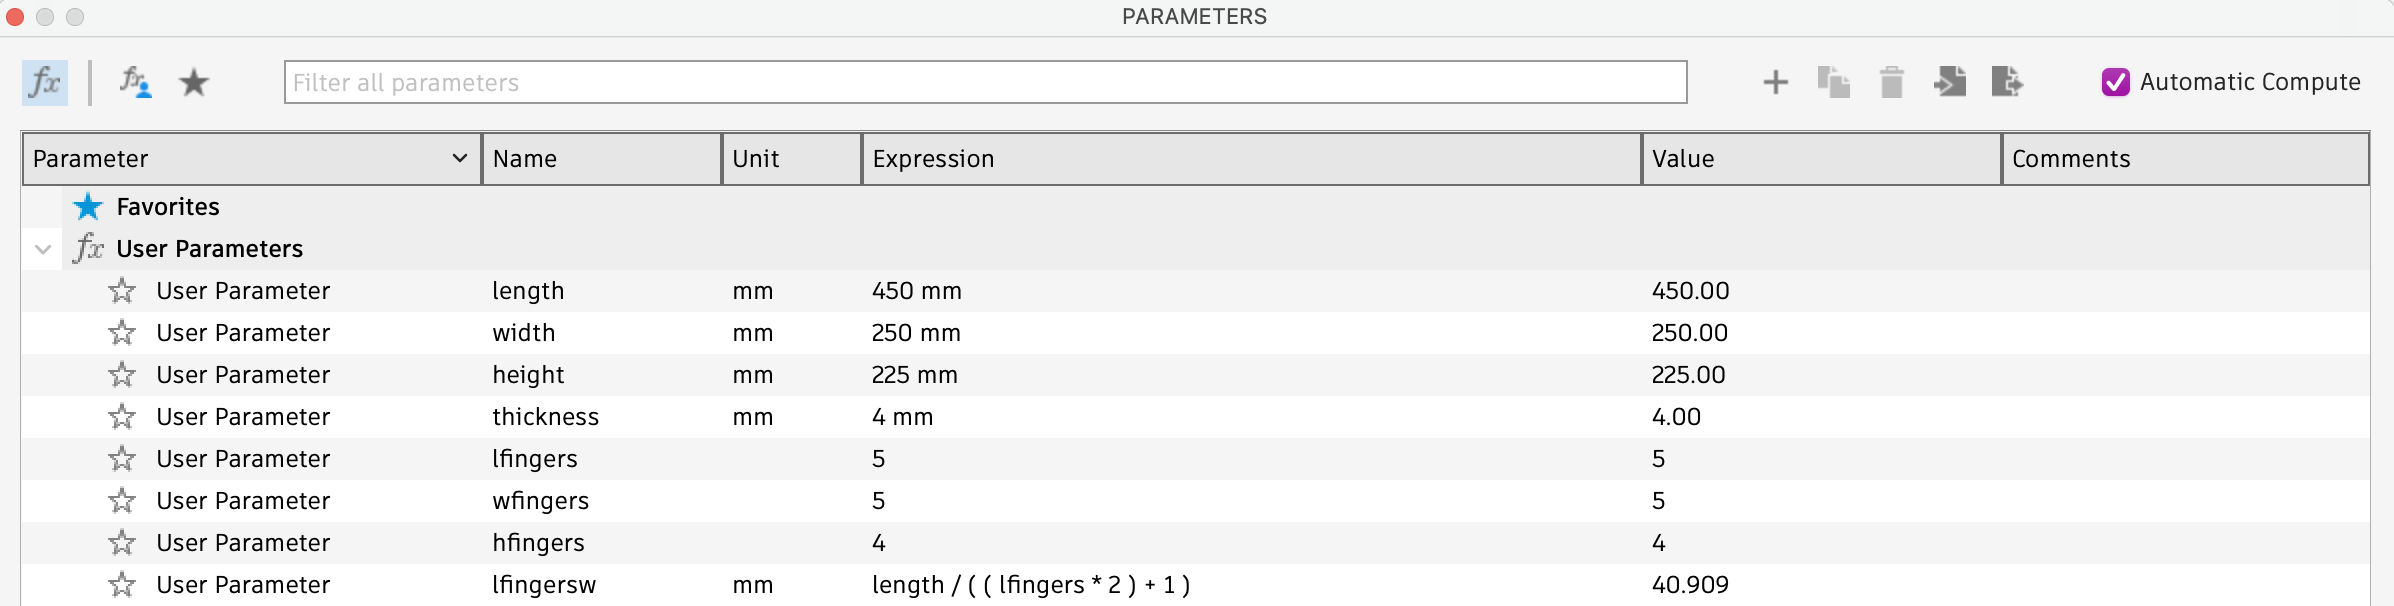 PARAMETERS
fx fx Filter all parameters Automatic Compute
Parameter Name Unit Expression Value Comments
Favorites
fx User Parameters
User Parameter length mm 450 mm 450.00
User Parameter width mm 250 mm 250.00
User Parameter height mm 225 mm 225.00
User Parameter thickness mm 4 mm 4.00
User Parameter lfingers 5 5
User Parameter wfingers 5 5
User Parameter hfingers 4 4
User Parameter lfingersw mm length / ( ( lfingers * 2 ) + 1 ) 40.909